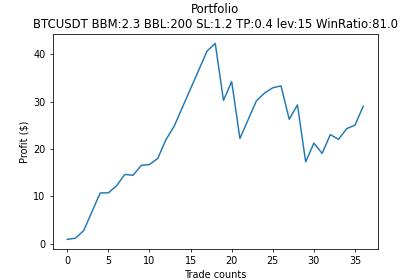 Portfolio
BTCUSDT BBM:2.3 BBL:200 SL:1.2 TP:0.4 lev:15 WinRatio:81.0
40
30
20
10
0
Profit ($)
0 5 10 15 20 25 30 35
Trade counts